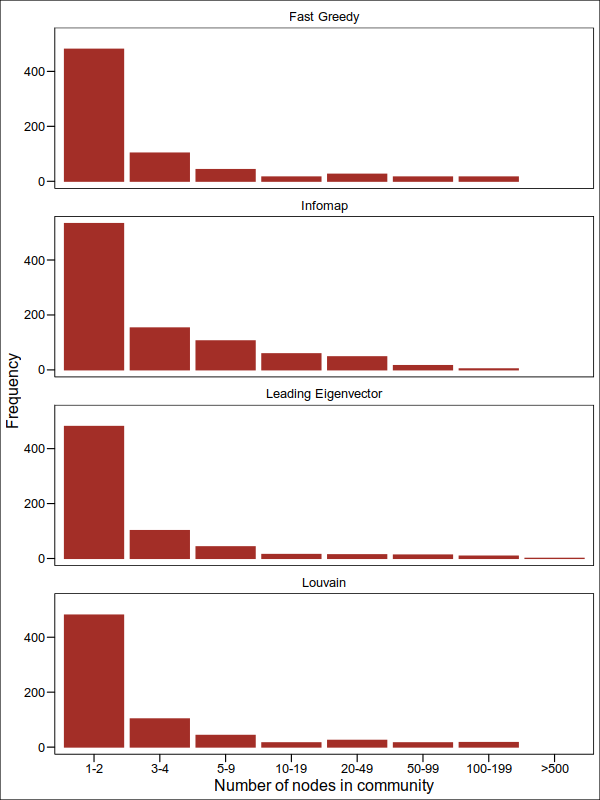 Fast Greedy
400
200
0
Infomap
400
200
0
Leading Eigenvector
400
200
0
Louvain
400
200
0
Frequency
1-2 3-4 5-9 10-19 20-49 50-99 100-199 >500
Number of nodes in community